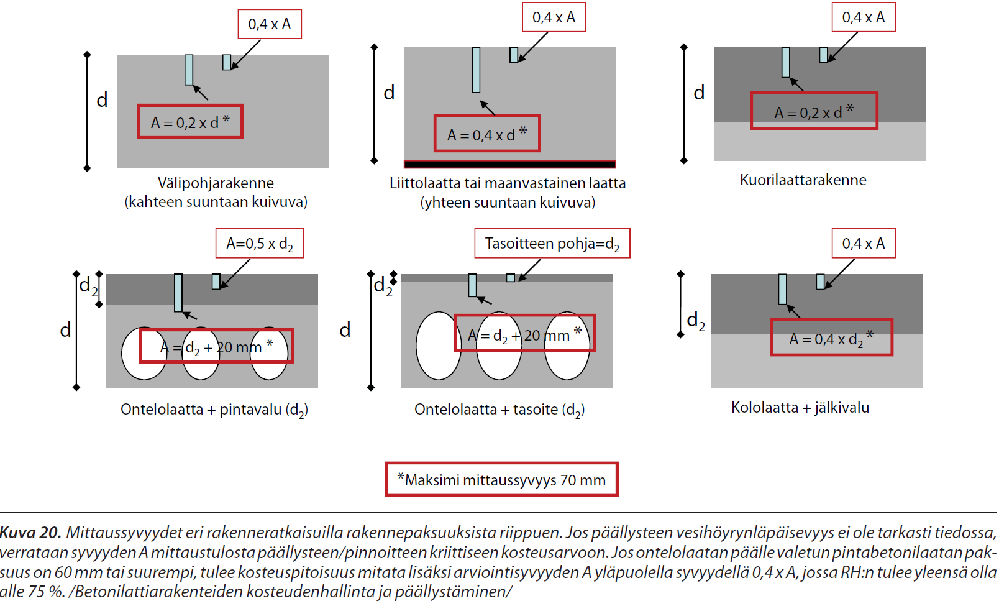 0,4 x A
0,4 x A
0,4 x A
d
A = 0,2 x d *
d
A = 0,4 x d *
d
A = 0,2 x d *
Välipohjarakenne
(kahteen suuntaan kuivuva)
Liittolaatta tai maanvastainen laatta
(yhteen suuntaan kuivuva)
Kuorilaattarakenne
A=0,5 x d₂
Tasoitteen pohja=d₂
0,4 x A
d₂
d
A = d₂ + 20 mm *
d₂
d
A = d₂ + 20 mm *
d₂
A = 0,4 x d₂ *
Ontelolaatta + pintavalu (d₂)
Ontelolaatta + tasoite (d₂)
Kololaatta + jälkivalu
*Maksimi mittaussyvyys 70 mm
Kuva 20. Mittaussyvyydet eri rakenneratkaisuilla rakennepaksuuksista riippuen. Jos päällysteen vesihöyrynläpäisevyys ei ole tarkasti tiedossa,
verrataan syvyyden A mittaustulosta päällysteen/pinnoitteen kriittiseen kosteusarvoon. Jos ontelolaatan päälle valetun pintabetonilaatan pak-
suus on 60 mm tai suurempi, tulee kosteuspitoisuus mitata lisäksi arviointisyvyyden A yläpuolella syvyydellä 0,4 x A, jossa RH:n tulee yleensä olla
alle 75 %. /Betonilattiarakenteiden kosteudenhallinta ja päällystäminen/